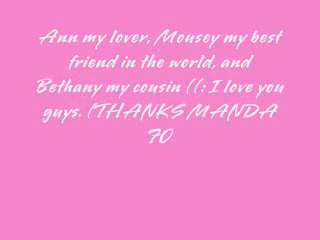 Ann my lover, Mousey my best
friend in the world, and
Bethany my cousin ((: I love you
guys. (THANKS MANDA
FO